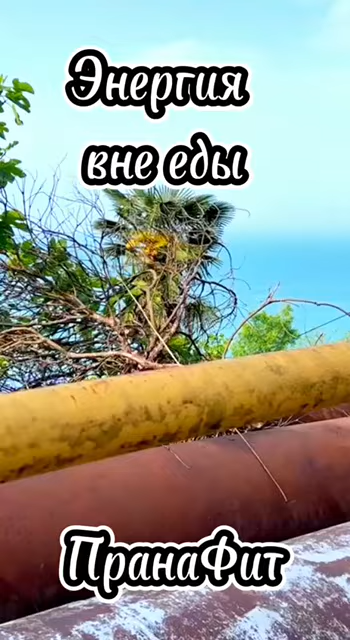 Энергия
вне еды
ПранаФит